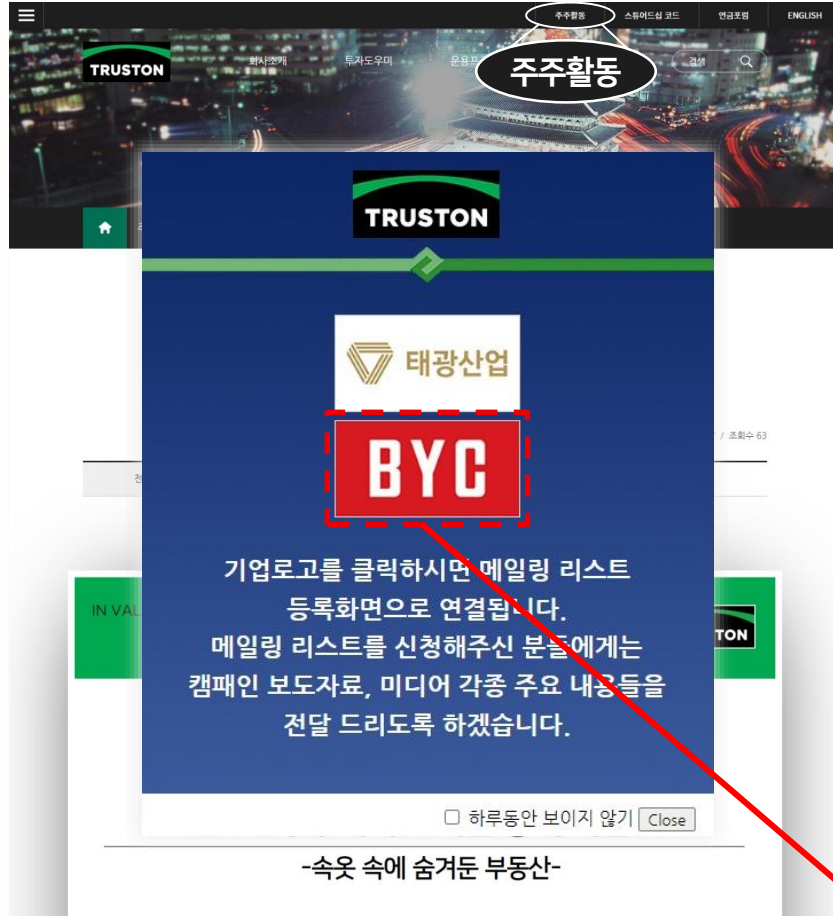 주주활동 스튜어드십 코드 연금포럼 ENGLISH
TRUSTON 회사소개 투자도우미 검색
주주활동
TRUSTON
태광산업
BYC
/ 조회수 63
기업로고를 클릭하시면 메일링 리스트
등록화면으로 연결됩니다.
메일링 리스트를 신청해주신 분들에게는
캠패인 보도자료, 미디어 각종 주요 내용들을
전달 드리도록 하겠습니다.
IN VAL
TON
하루동안 보이지 않기 Close
-속옷 속에 숨겨둔 부동산-